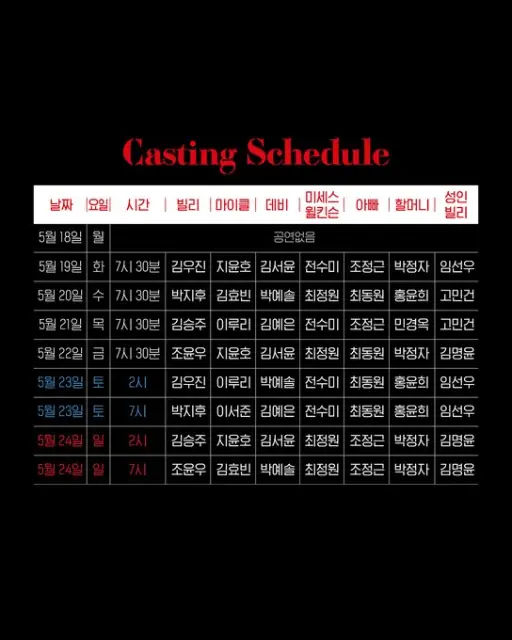 Casting Schedule
날짜 요일 시간 빌리 마이클 데비 미세스 윌킨슨 아빠 할머니 성인 빌리
5월 18일 월 공연없음
5월 19일 화 7시 30분 김우진 지윤호 김서윤 전수미 조정근 박정자 임선우
5월 20일 수 7시 30분 박지후 김효빈 박예솔 최정원 최동원 홍윤희 고민건
5월 21일 목 7시 30분 김승주 이루리 김예은 전수미 조정근 민경옥 고민건
5월 22일 금 7시 30분 조윤우 지윤호 김서윤 최정원 최동원 박정자 김명윤
5월 23일 토 2시 김우진 이루리 박예솔 전수미 최동원 홍윤희 임선우
5월 23일 토 7시 박지후 이서준 김예은 전수미 최동원 홍윤희 임선우
5월 24일 일 2시 김승주 지윤호 김서윤 최정원 조정근 박정자 김명윤
5월 24일 일 7시 조윤우 김효빈 박예솔 최정원 조정근 박정자 김명윤